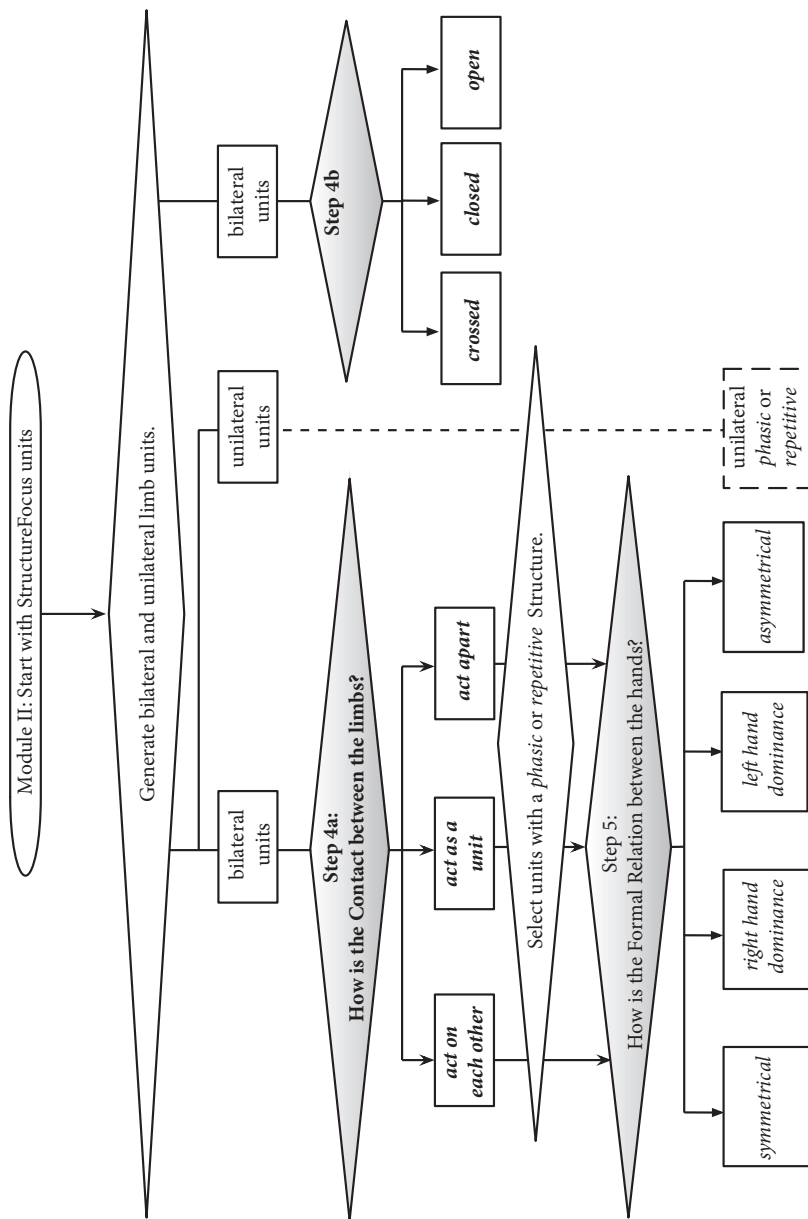 Module II: Start with StructureFocus units
Generate bilateral and unilateral limb units.
bilateral
units
unilateral
units
bilateral
units
Step 4a:
How is the Contact between the limbs?
Step 4b
act on
each other
act as a
unit
act apart
crossed
closed
open
Select units with a phasic or repetitive Structure.
Step 5:
How is the Formal Relation between the hands?
symmetrical
right hand
dominance
left hand
dominance
asymmetrical
unilateral
phasic or
repetitive